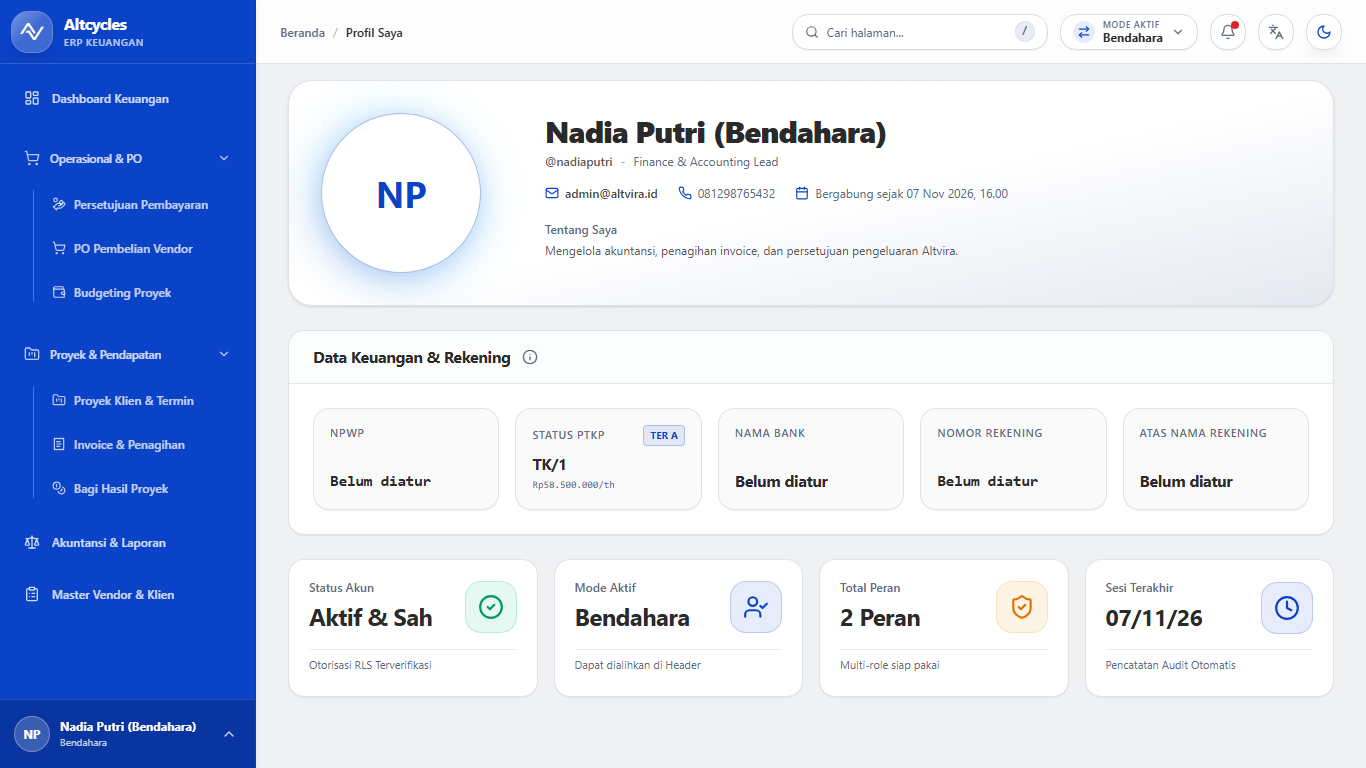 Altcycles
ERP KEUANGAN
Dashboard Keuangan
Operasional & PO
Persetujuan Pembayaran
PO Pembelian Vendor
Budgeting Proyek
Proyek & Pendapatan
Proyek Klien & Termin
Invoice & Penagihan
Bagi Hasil Proyek
Akuntansi & Laporan
Master Vendor & Klien
NP
Nadia Putri (Bendahara)
Bendahara
Beranda / Profil Saya
Cari halaman...
/
MODE AKTIF
Bendahara
NP
Nadia Putri (Bendahara)
@nadiaputri - Finance & Accounting Lead
admin@altvira.id 081298765432 Bergabung sejak 07 Nov 2026, 16.00
Tentang Saya
Mengelola akuntansi, penagihan invoice, dan persetujuan pengeluaran Altvira.
Data Keuangan & Rekening
NPWP
Belum diatur
STATUS PTKP
TER A
TK/1
Rp58.500.000/th
NAMA BANK
Belum diatur
NOMOR REKENING
Belum diatur
ATAS NAMA REKENING
Belum diatur
Status Akun
Aktif & Sah
Otorisasi RLS Terverifikasi
Mode Aktif
Bendahara
Dapat dialihkan di Header
Total Peran
2 Peran
Multi-role siap pakai
Sesi Terakhir
07/11/26
Pencatatan Audit Otomatis